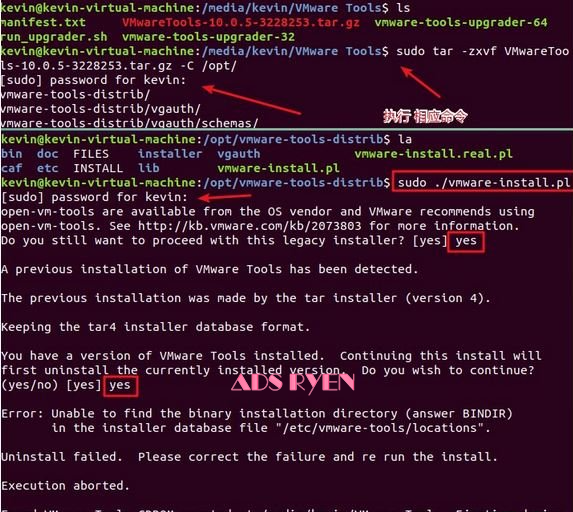 kevin@kevin-virtual-machine:/media/kevin/VMware Tools$ ls
manifest.txt VMwareTools-10.0.5-3228253.tar.gz vmware-tools-upgrader-64
run_upgrader.sh vmware-tools-upgrader-32
kevin@kevin-virtual-machine:/media/kevin/VMware Tools$ sudo tar -zxvf VMwareToo
ls-10.0.5-3228253.tar.gz -C /opt/
[sudo] password for kevin:
vmware-tools-distrib/
vmware-tools-distrib/vgauth/
执行 相应命令
vmware-tools-distrib/vgauth/schemas/
kevin@kevin-virtual-machine:/opt/vmware-tools-distrib$ la
bin doc FILES installer vgauth vmware-install.real.pl
caf etc INSTALL lib vmware-install.pl
kevin@kevin-virtual-machine:/opt/vmware-tools-distrib$ sudo ./vmware-install.pl
[sudo] password for kevin:
open-vm-tools are available from the OS vendor and VMware recommends using
open-vm-tools. See http://kb.vmware.com/kb/2073803 for more information.
Do you still want to proceed with this legacy installer? [yes] yes
A previous installation of VMware Tools has been detected.
The previous installation was made by the tar installer (version 4).
Keeping the tar4 installer database format.
You have a version of VMware Tools installed. Continuing this install will
first uninstall the currently installed version. Do you wish to continue?
(yes/no) [yes] yes
ADS RYEN
Error: Unable to find the binary installation directory (answer BINDIR)
in the installer database file "/etc/vmware-tools/locations".
Uninstall failed. Please correct the failure and re run the install.
Execution aborted.